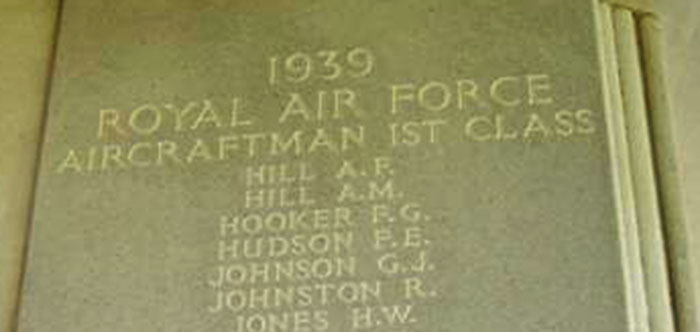 1939
ROYAL AIR FORCE
AIRCRAFTMAN 1ST CLASS
HILL A.F.
HILL A.M.
HOOKER F.G.
HUDSON F.E.
JOHNSON G.J.
JOHNSTON R.
JONES H.W.